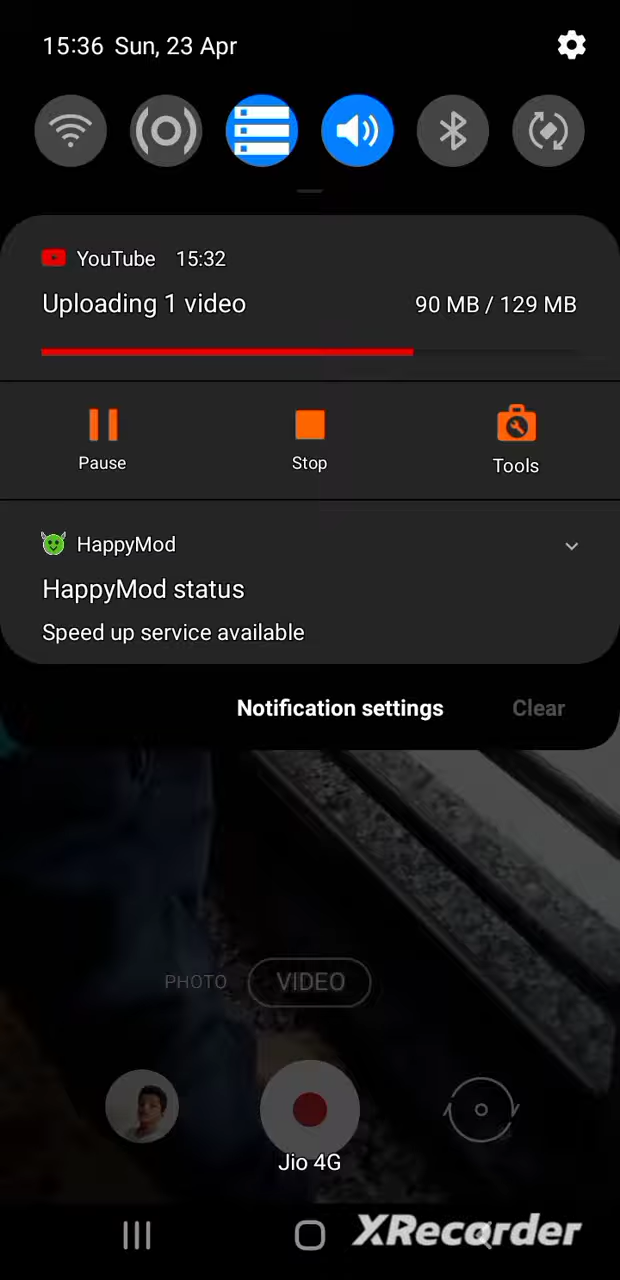 15:36 Sun, 23 Apr
YouTube 15:32
Uploading 1 video 90 MB / 129 MB
Pause Stop Tools
HappyMod
HappyMod status
Speed up service available
Notification settings Clear
PHOTO VIDEO
Jio 4G
XRecorder